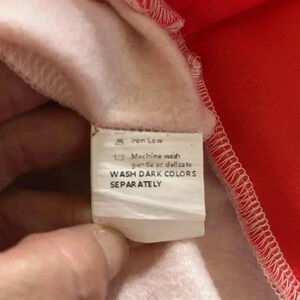 Iron Low
Machine wash
gentle or delicate
WASH DARK COLORS
SEPARATELY